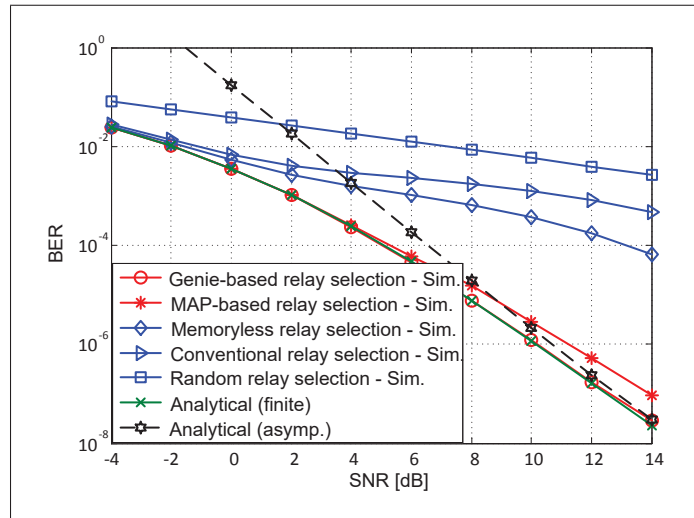 10^0
10^-2
10^-4
10^-6
10^-8
BER
Genie-based relay selection - Sim.
MAP-based relay selection - Sim.
Memoryless relay selection - Sim.
Conventional relay selection - Sim.
Random relay selection - Sim.
Analytical (finite)
Analytical (asymp.)
-4 -2 0 2 4 6 8 10 12 14
SNR [dB]